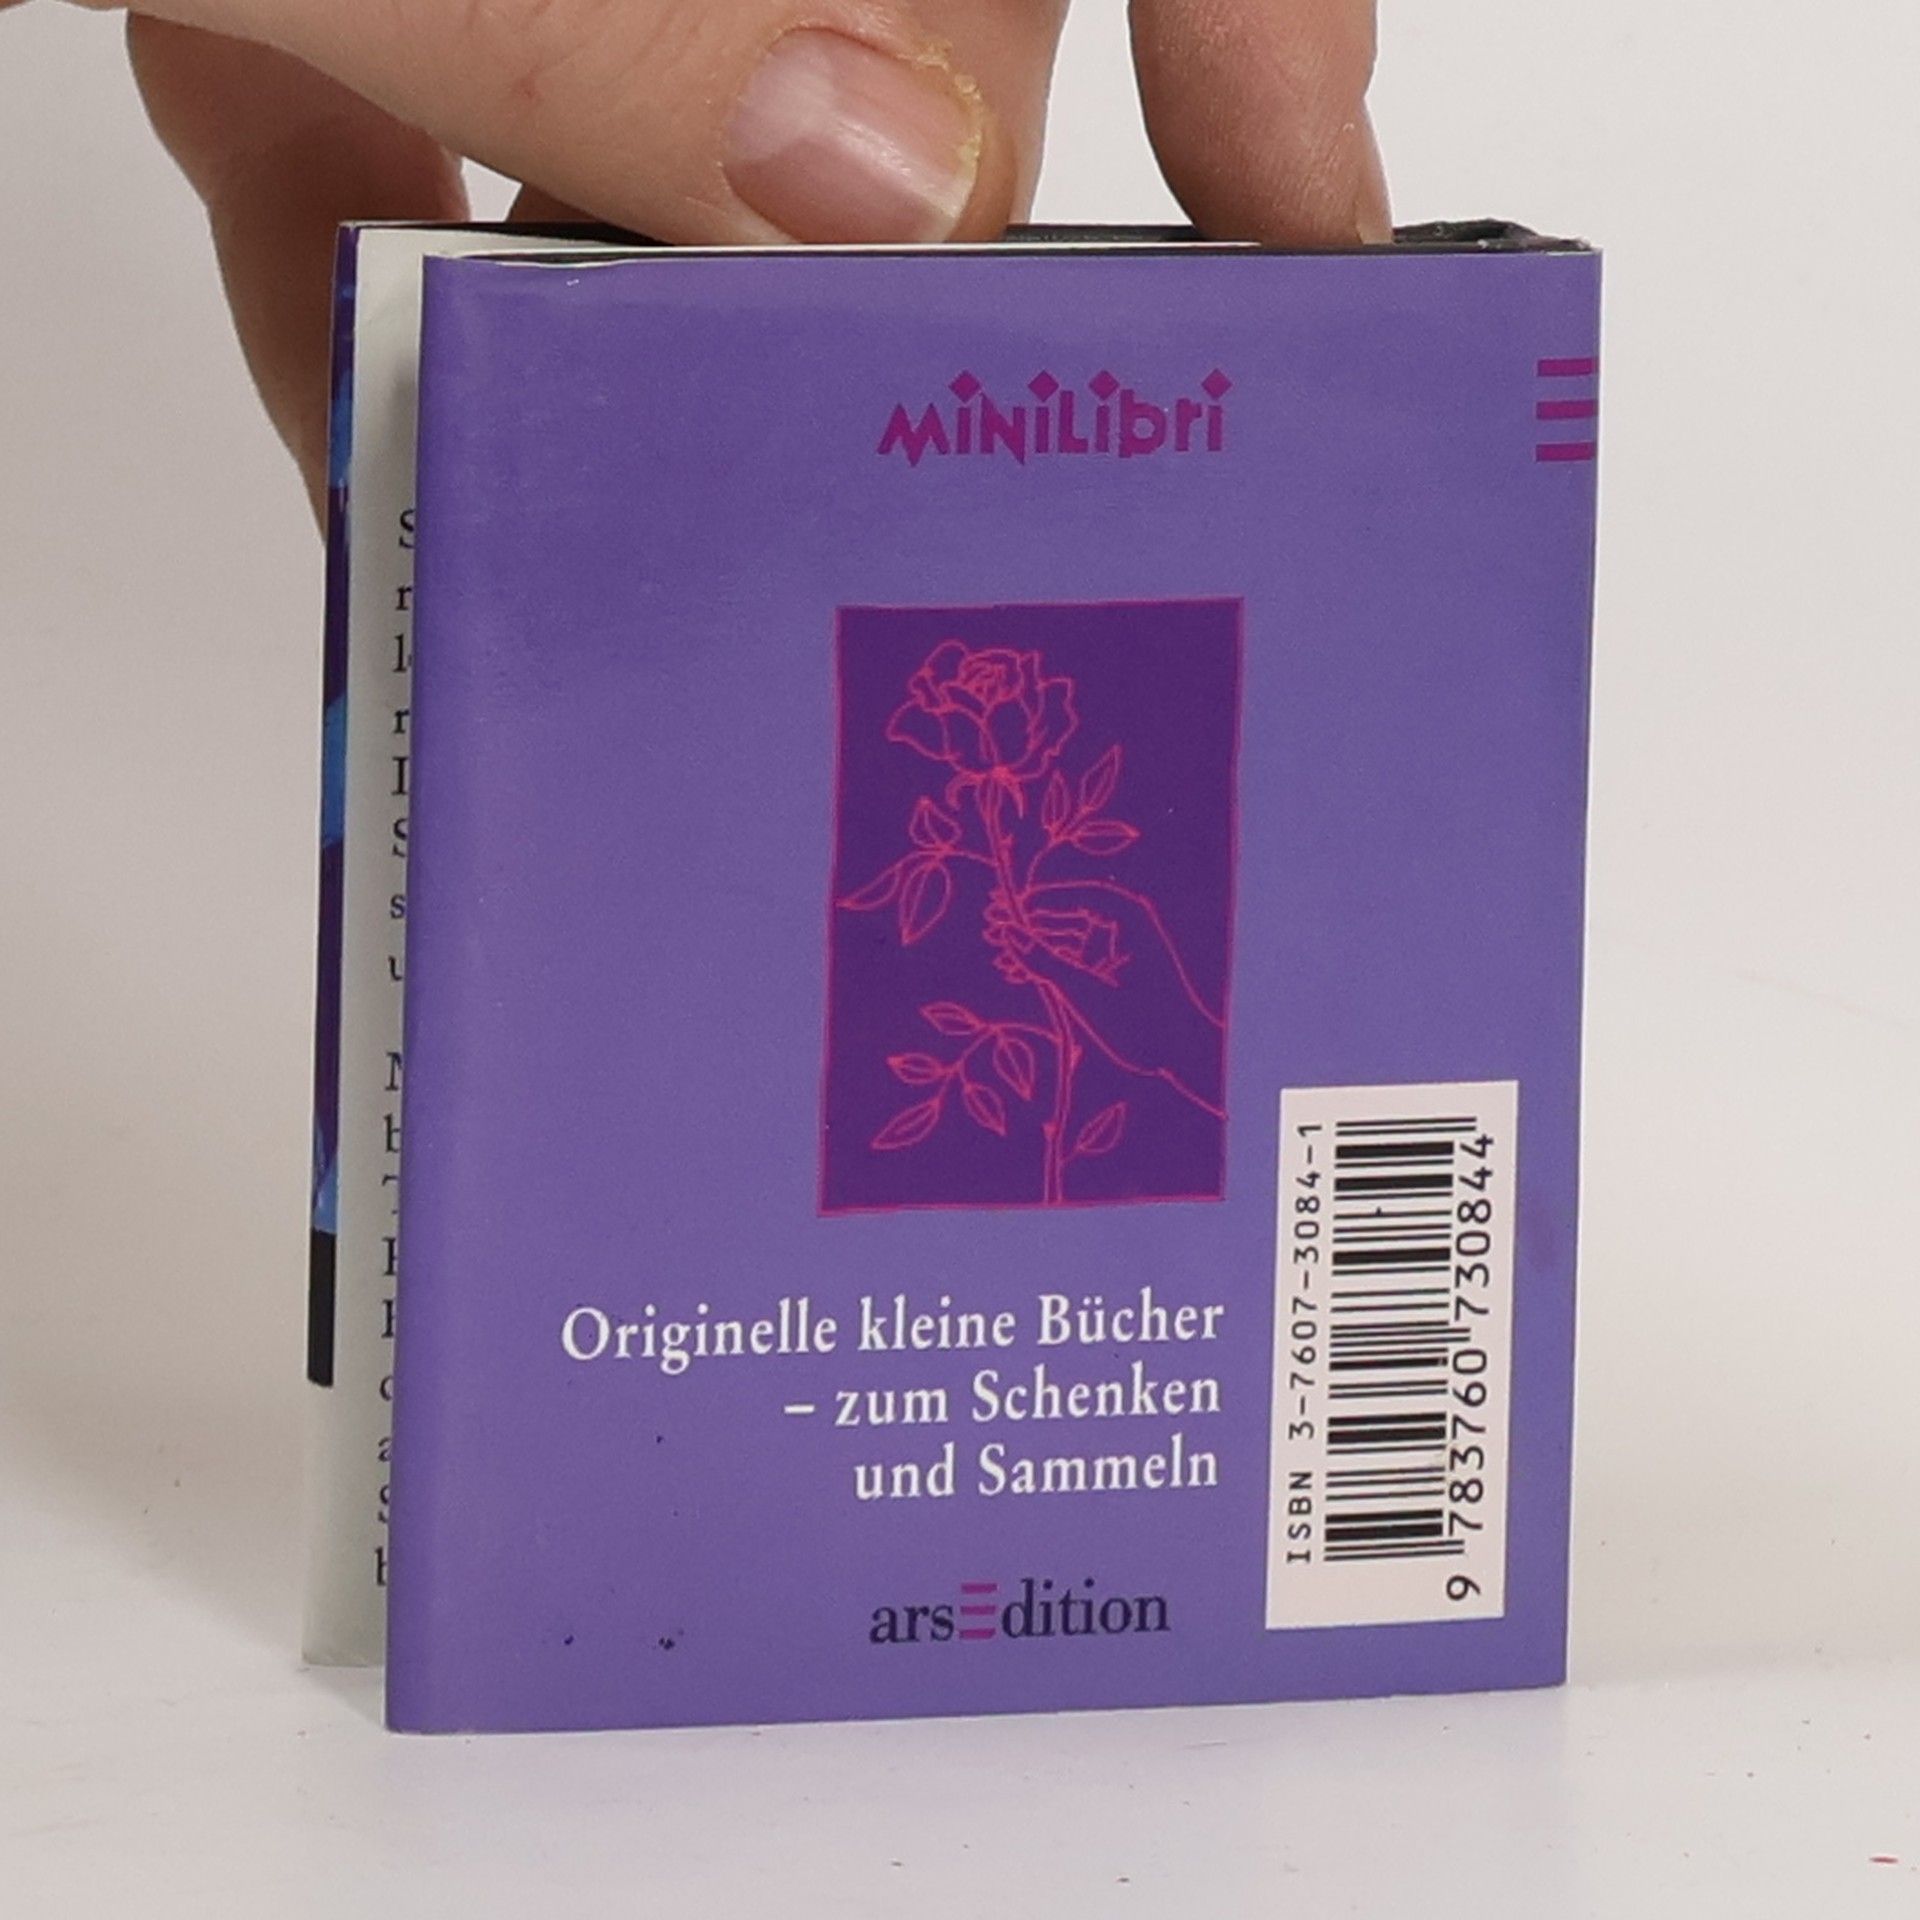 MiNiLibri
Originelle kleine Bücher
– zum Schenken
und Sammeln
arsEdition
ISBN 3-7607-3084-1
9 783760 730844